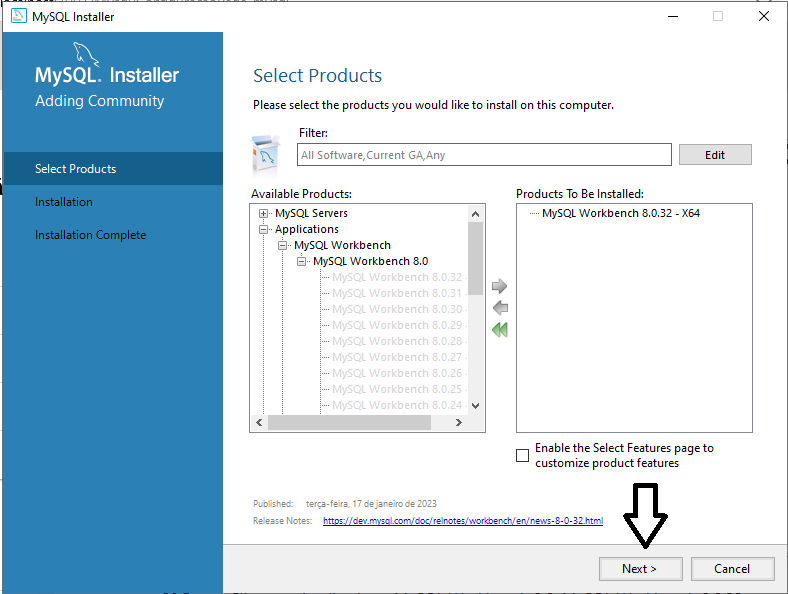 MySQL Installer
MySQL. Installer
Adding Community
Select Products
Installation
Installation Complete
Select Products
Please select the products you would like to install on this computer.
Filter:
All Software,Current GA,Any
Edit
Available Products:
MySQL Servers
Applications
MySQL Workbench
MySQL Workbench 8.0
MySQL Workbench 8.0.32
MySQL Workbench 8.0.31
MySQL Workbench 8.0.30
MySQL Workbench 8.0.29
MySQL Workbench 8.0.28
MySQL Workbench 8.0.27
MySQL Workbench 8.0.26
MySQL Workbench 8.0.25
MySQL Workbench 8.0.24
Products To Be Installed:
MySQL Workbench 8.0.32 - X64
Enable the Select Features page to
customize product features
Published: terça-feira, 17 de janeiro de 2023
Release Notes: https://dev.mysql.com/doc/relnotes/workbench/en/news-8-0-32.html
Next >
Cancel